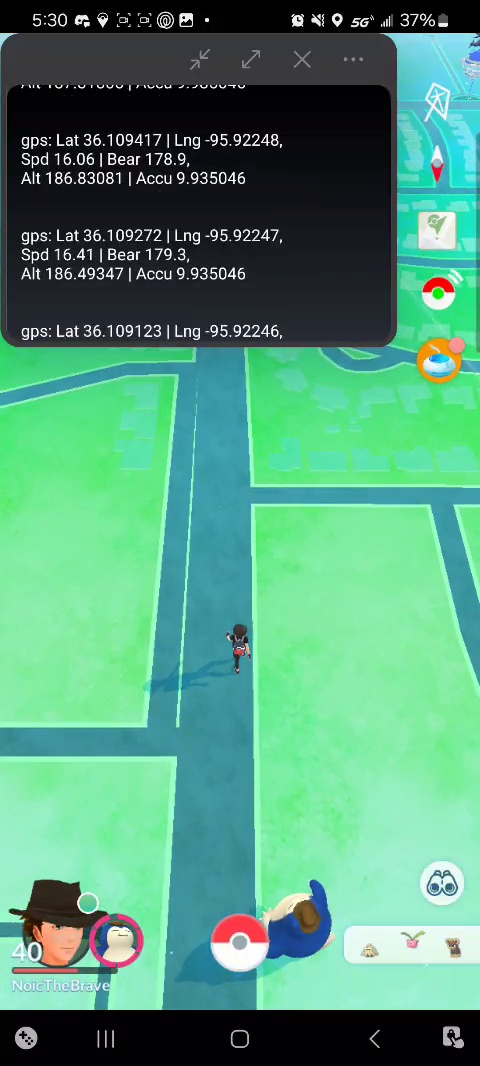 5:30
5G
37%
gps: Lat 36.109417 | Lng -95.92248,
Spd 16.06 | Bear 178.9,
Alt 186.83081 | Accu 9.935046
gps: Lat 36.109272 | Lng -95.92247,
Spd 16.41 | Bear 179.3,
Alt 186.49347 | Accu 9.935046
gps: Lat 36.109123 | Lng -95.92246,
40
NoicTheBrave